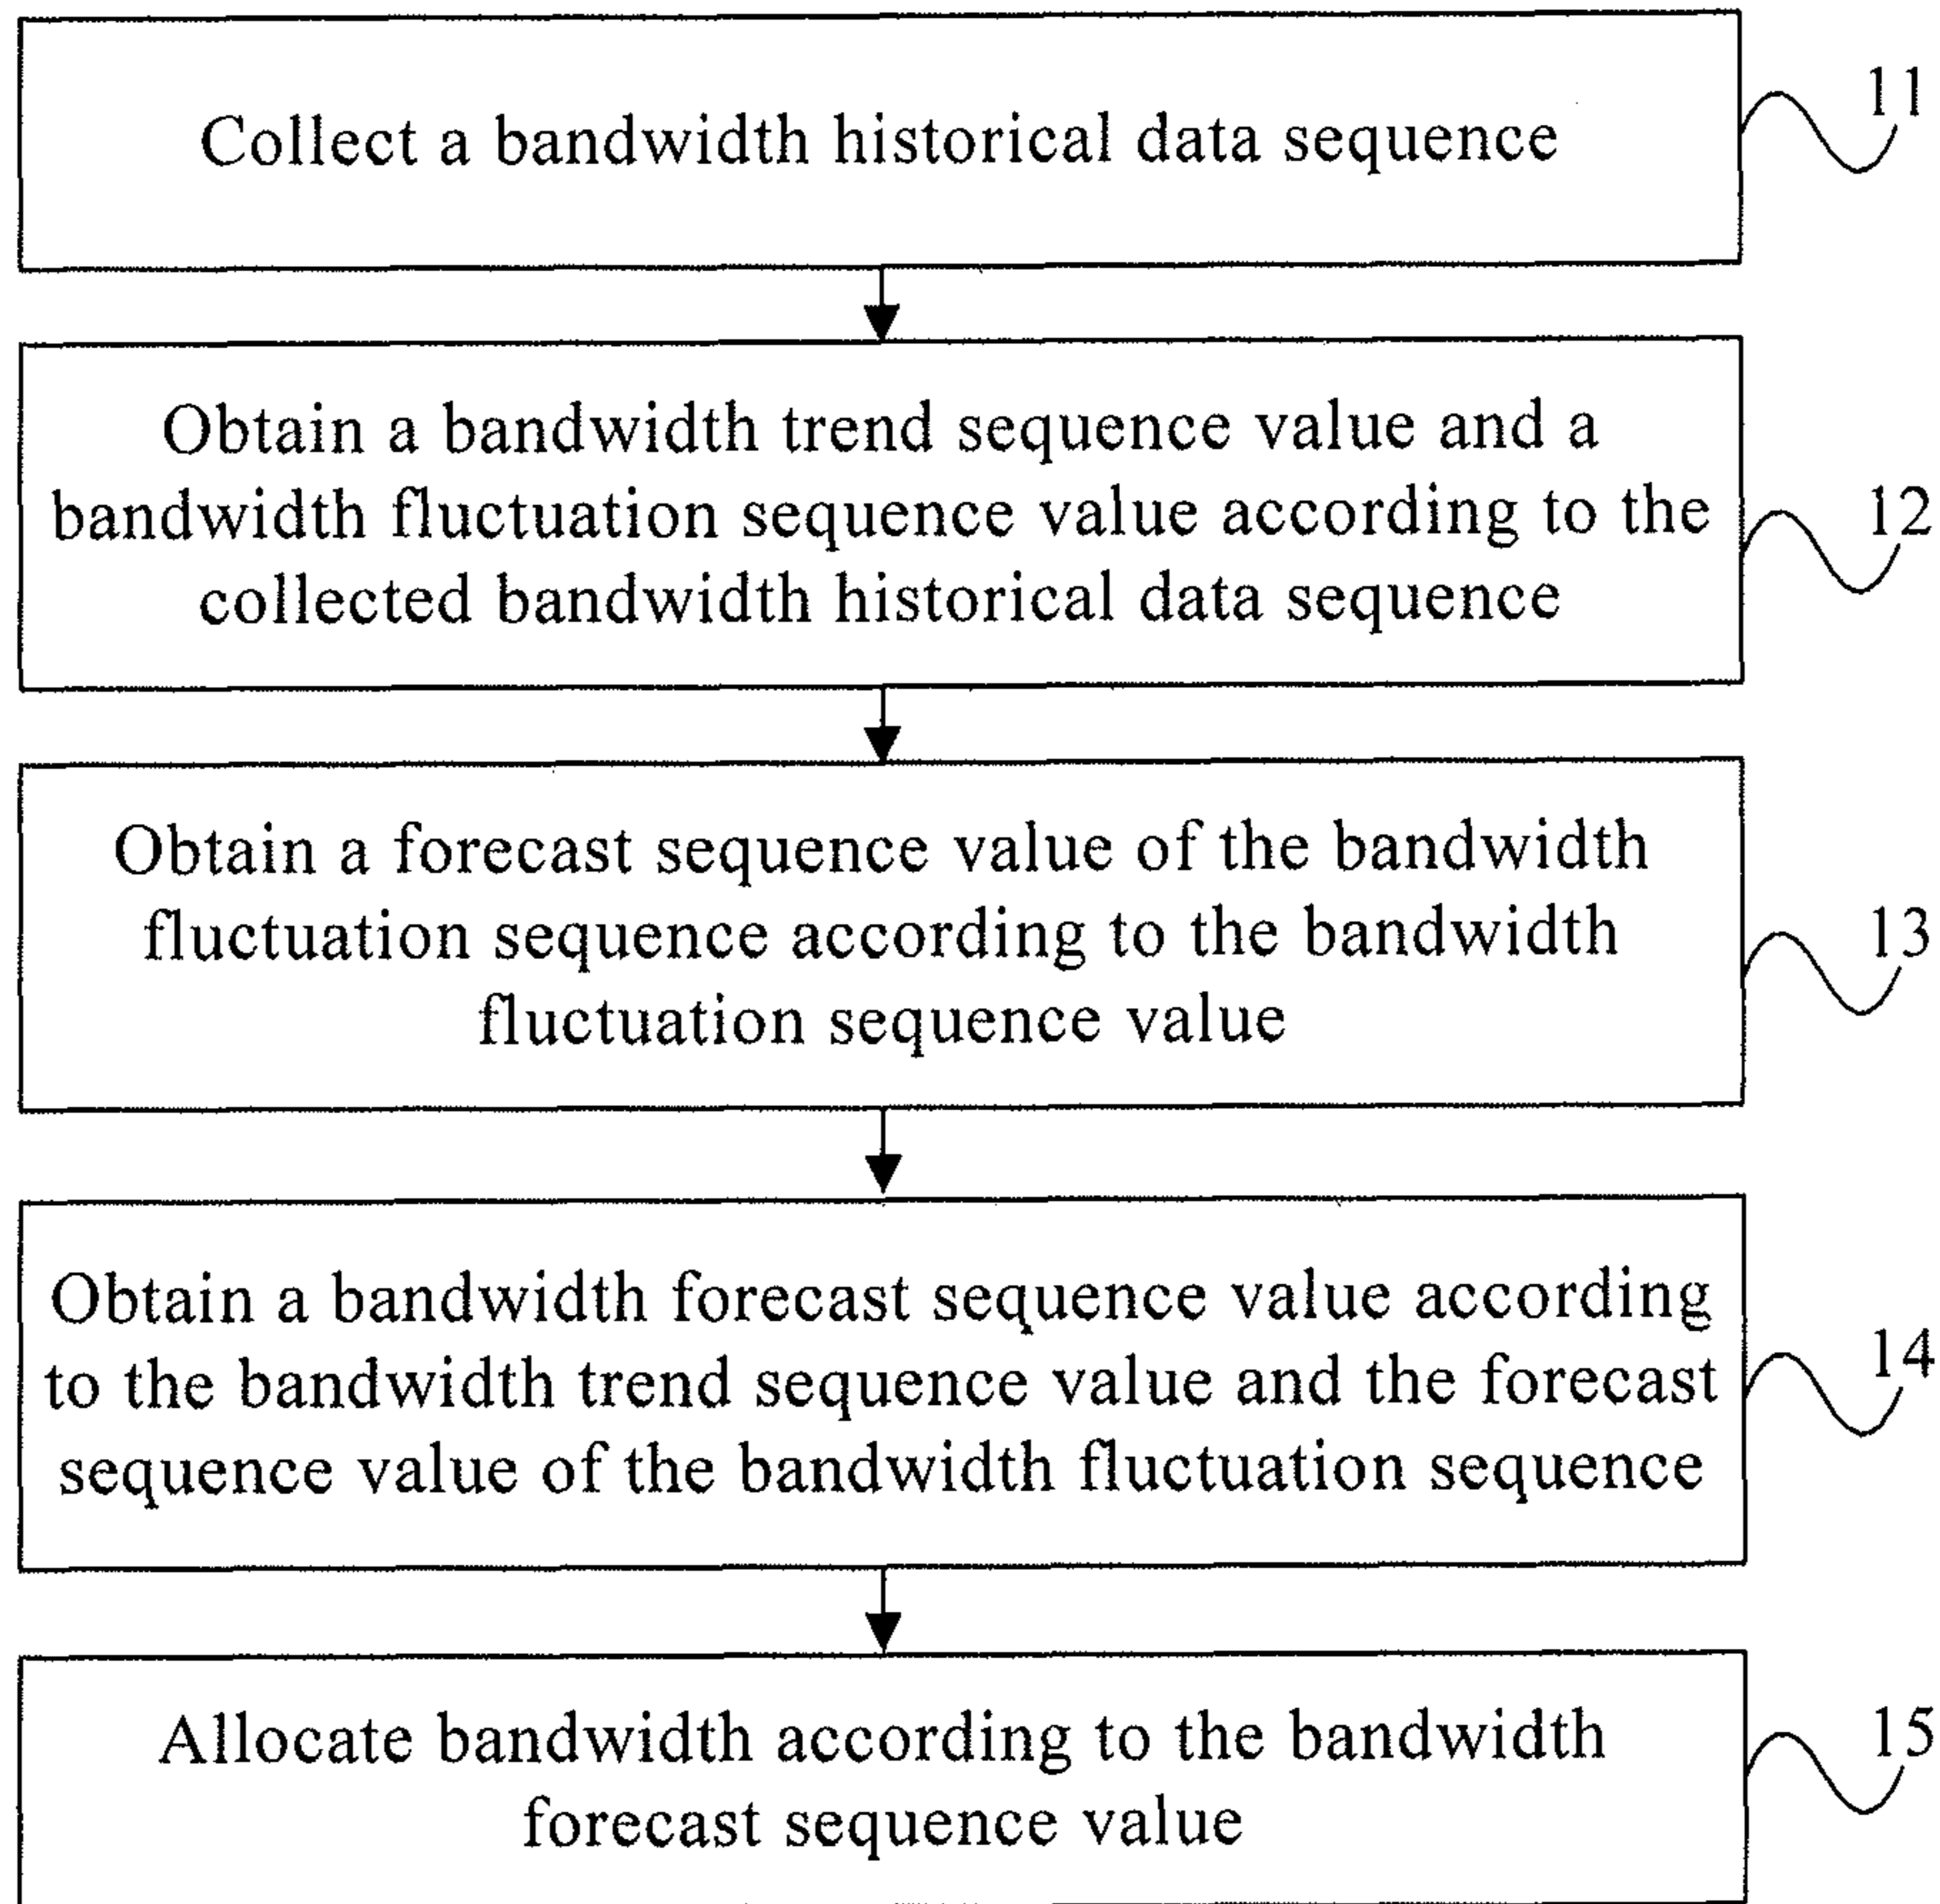 Collect a bandwidth historical data sequence
11
Obtain a bandwidth trend sequence value and a
bandwidth fluctuation sequence value according to the
collected bandwidth historical data sequence
12
Obtain a forecast sequence value of the bandwidth
fluctuation sequence according to the bandwidth
fluctuation sequence value
13
Obtain a bandwidth forecast sequence value according
to the bandwidth trend sequence value and the forecast
sequence value of the bandwidth fluctuation sequence
14
Allocate bandwidth according to the bandwidth
forecast sequence value
15